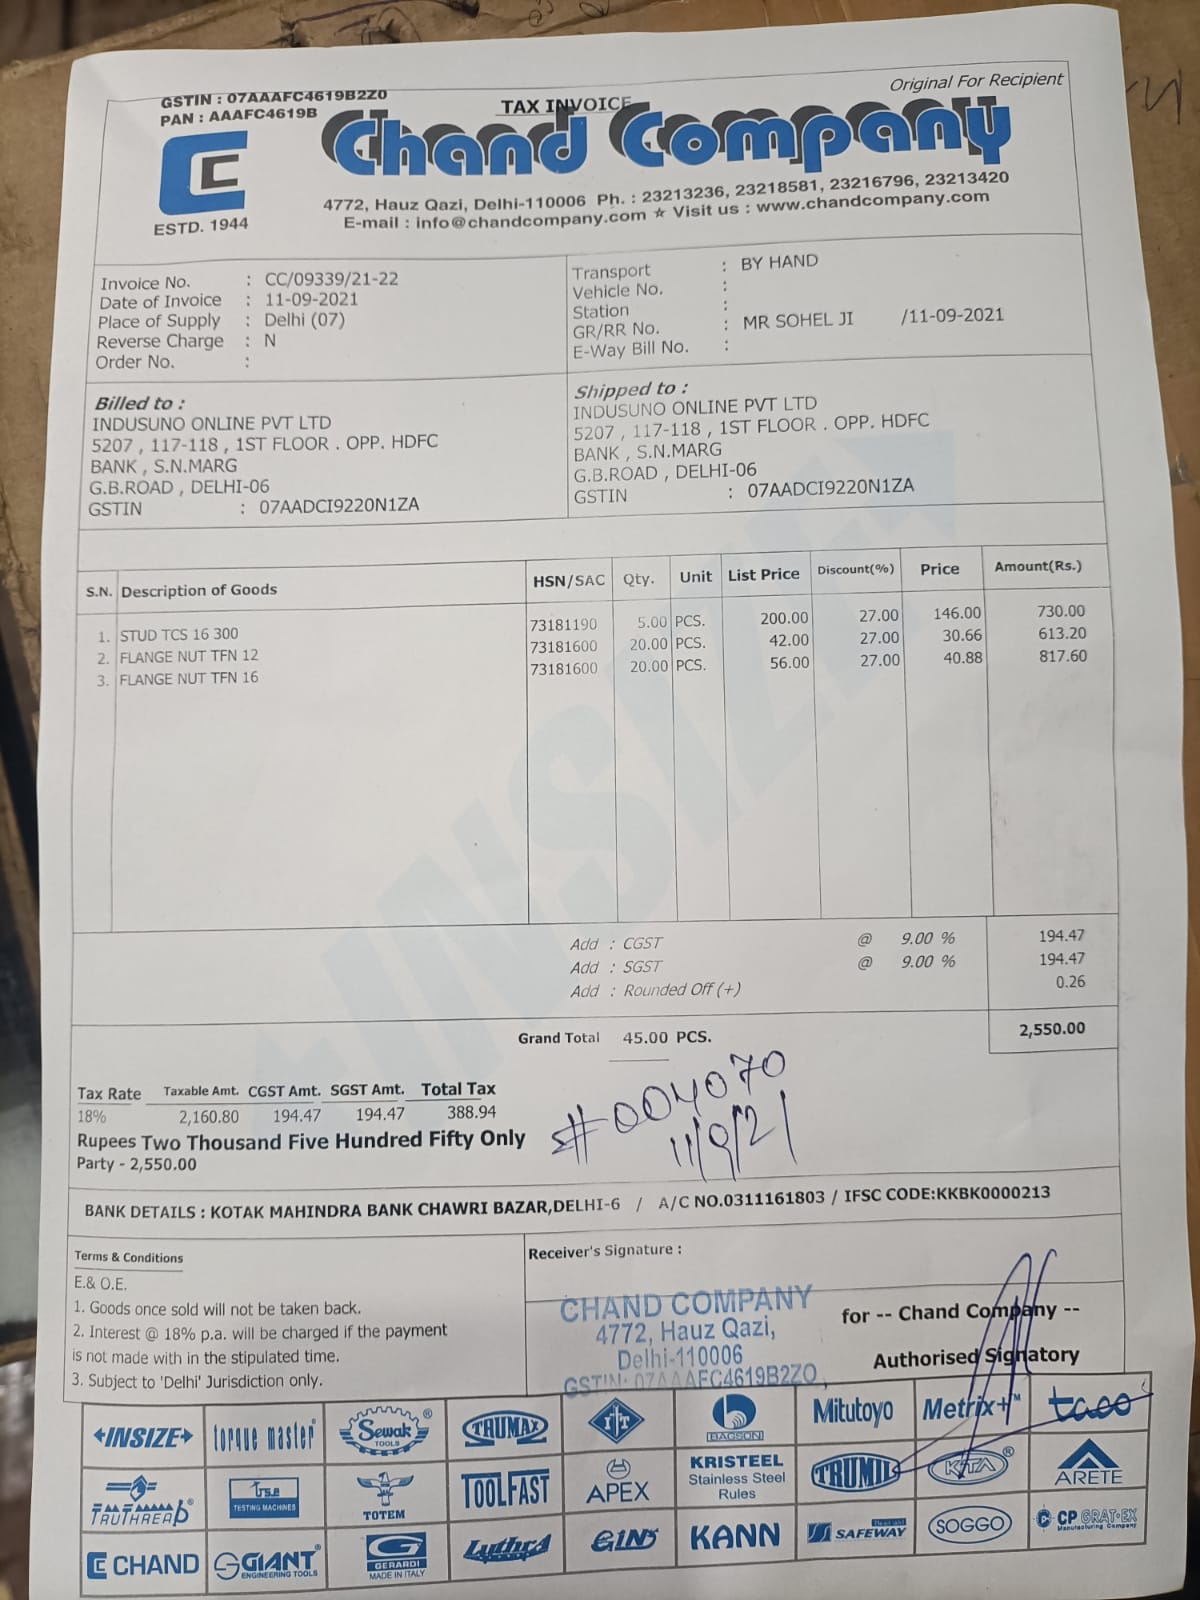 Original For Recipient
GSTIN : 07AAAFC4619B2Z0
PAN : AAAFC4619B
TAX INVOICE
Chand Company
ESTD. 1944
4772, Hauz Qazi, Delhi-110006 Ph. : 23213236, 23218581, 23216796, 23213420
E-mail : info@chandcompany.com ★ Visit us : www.chandcompany.com
Invoice No. : CC/09339/21-22
Date of Invoice : 11-09-2021
Place of Supply : Delhi (07)
Reverse Charge : N
Order No. :
Transport : BY HAND
Vehicle No. :
Station :
GR/RR No. : MR SOHEL JI /11-09-2021
E-Way Bill No. :
Billed to :
INDUSUNO ONLINE PVT LTD
5207 , 117-118 , 1ST FLOOR . OPP. HDFC
BANK , S.N.MARG
G.B.ROAD , DELHI-06
GSTIN : 07AADCI9220N1ZA
Shipped to :
INDUSUNO ONLINE PVT LTD
5207 , 117-118 , 1ST FLOOR . OPP. HDFC
BANK , S.N.MARG
G.B.ROAD , DELHI-06
GSTIN : 07AADCI9220N1ZA
S.N. Description of Goods HSN/SAC Qty. Unit List Price Discount(%) Price Amount(Rs.)
1. STUD TCS 16 300 73181190 5.00 PCS. 200.00 27.00 146.00 730.00
2. FLANGE NUT TFN 12 73181600 20.00 PCS. 42.00 27.00 30.66 613.20
3. FLANGE NUT TFN 16 73181600 20.00 PCS. 56.00 27.00 40.88 817.60
INSIZE
Add : CGST @ 9.00 % 194.47
Add : SGST @ 9.00 % 194.47
Add : Rounded Off (+) 0.26
Grand Total 45.00 PCS. 2,550.00
Tax Rate Taxable Amt. CGST Amt. SGST Amt. Total Tax
18% 2,160.80 194.47 194.47 388.94
Rupees Two Thousand Five Hundred Fifty Only
Party - 2,550.00
#004070
11/9/21
BANK DETAILS : KOTAK MAHINDRA BANK CHAWRI BAZAR,DELHI-6 / A/C NO.0311161803 / IFSC CODE:KKBK0000213
Terms & Conditions
E.& O.E.
1. Goods once sold will not be taken back.
2. Interest @ 18% p.a. will be charged if the payment
is not made with in the stipulated time.
3. Subject to 'Delhi' Jurisdiction only.
Receiver's Signature :
CHAND COMPANY
4772, Hauz Qazi,
Delhi-110006
GSTIN: 07AAAFC4619B2ZO
for -- Chand Company --
Authorised Signatory
INSIZE torque master® Sewak TOOLS ® TRUMAX IIT BAGSON Mitutoyo Metrix+™ taco
TRUTHREAD® TESTING MACHINES TOTEM TOOLFAST APEX KRISTEEL Stainless Steel Rules TRUMIL KITA® ARETE
CHAND GIANT® ENGINEERING TOOLS GERARDI MADE IN ITALY Luthra KANN SAFEWAY SOGGO CP GRAT-EX Manufacturing Company